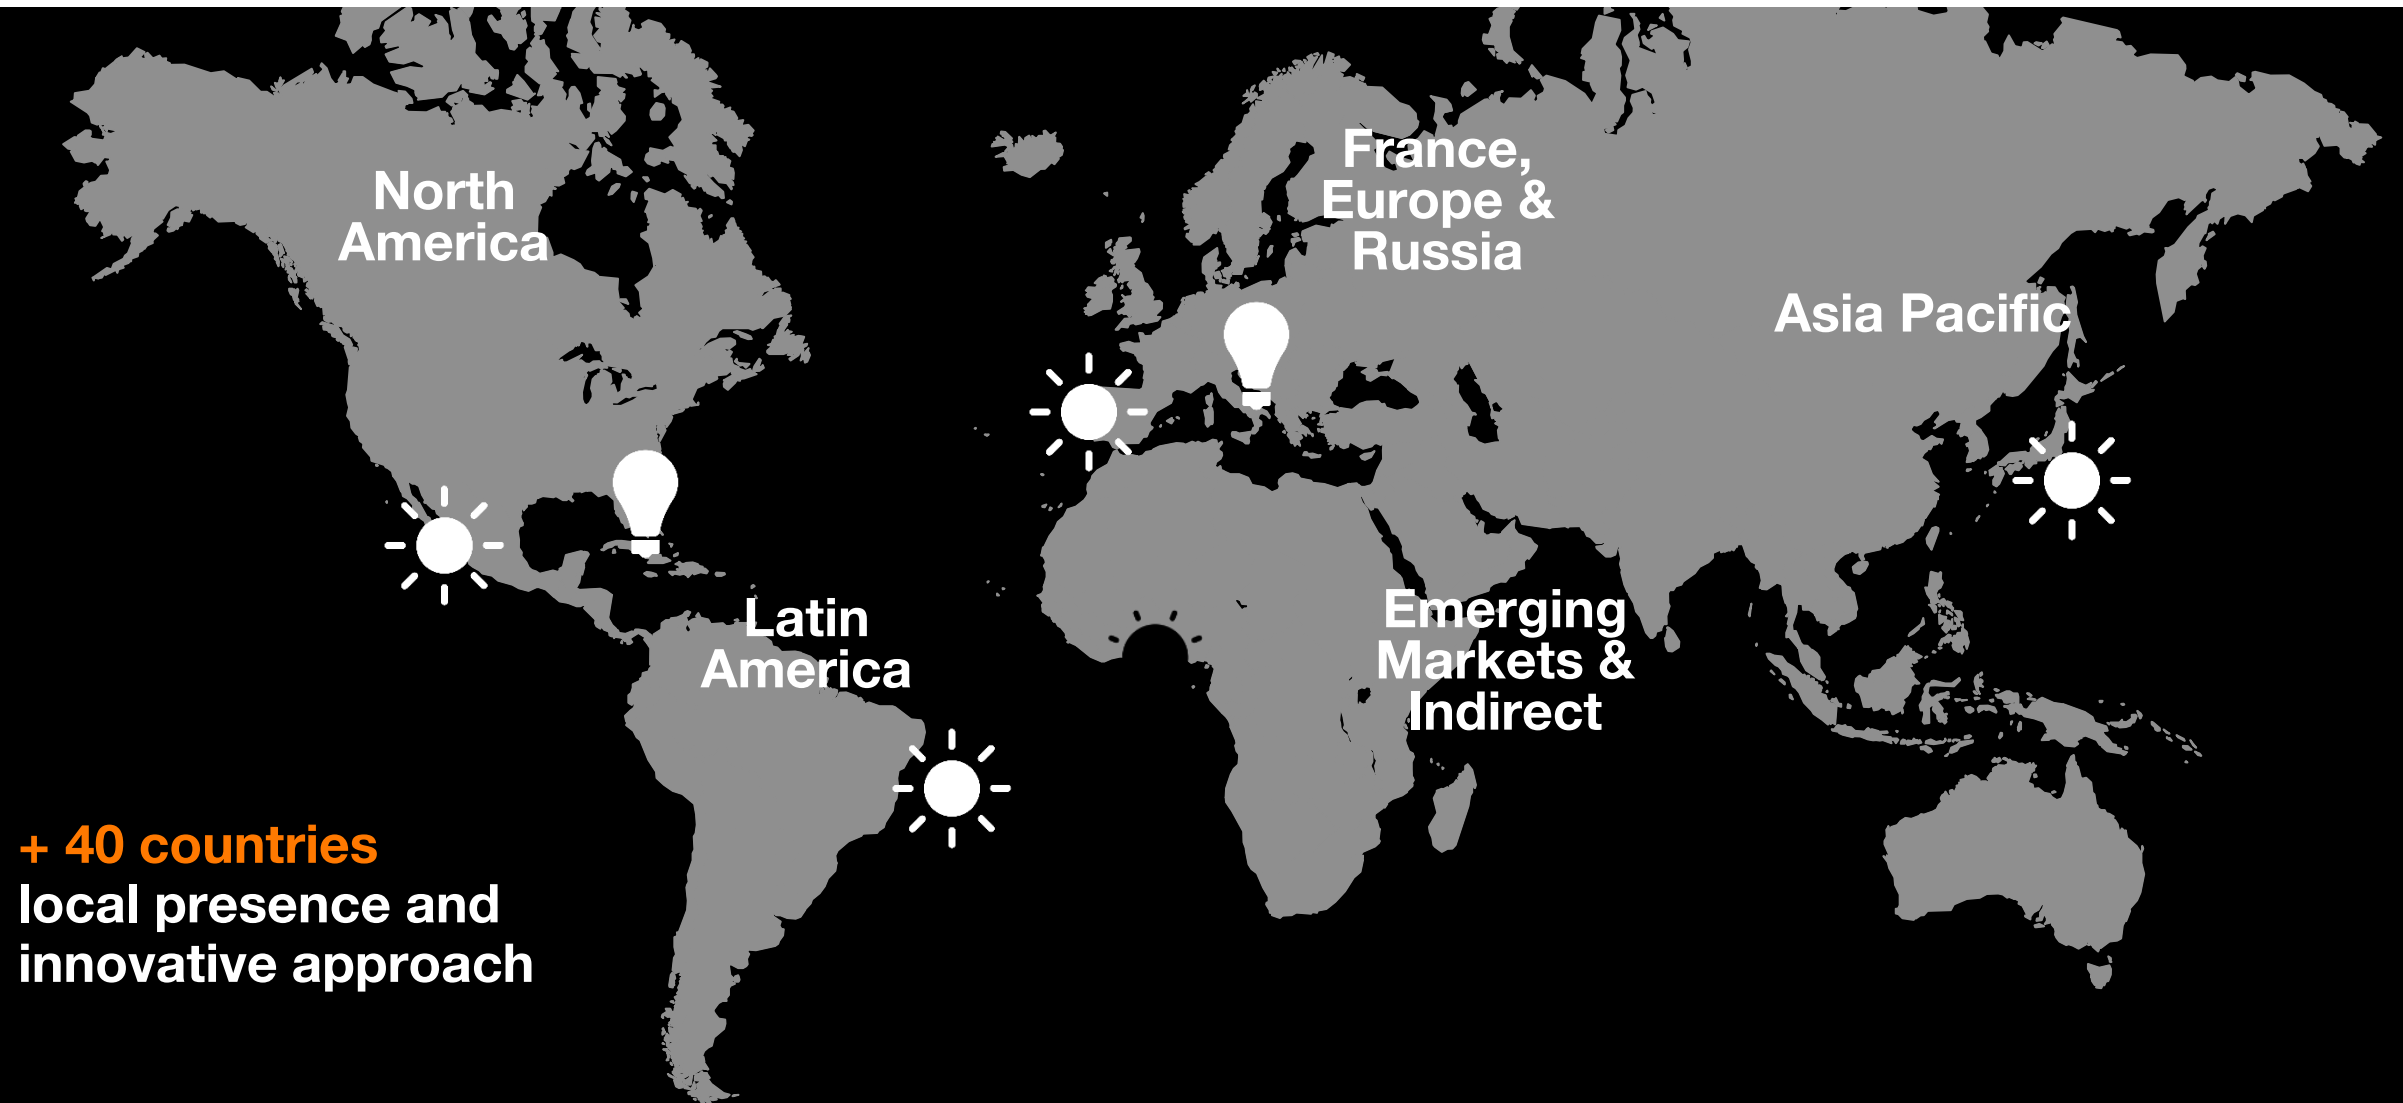 North
America
France,
Europe &
Russia
Asia Pacific
Latin
America
Emerging
Markets &
Indirect
+ 40 countries
local presence and
innovative approach